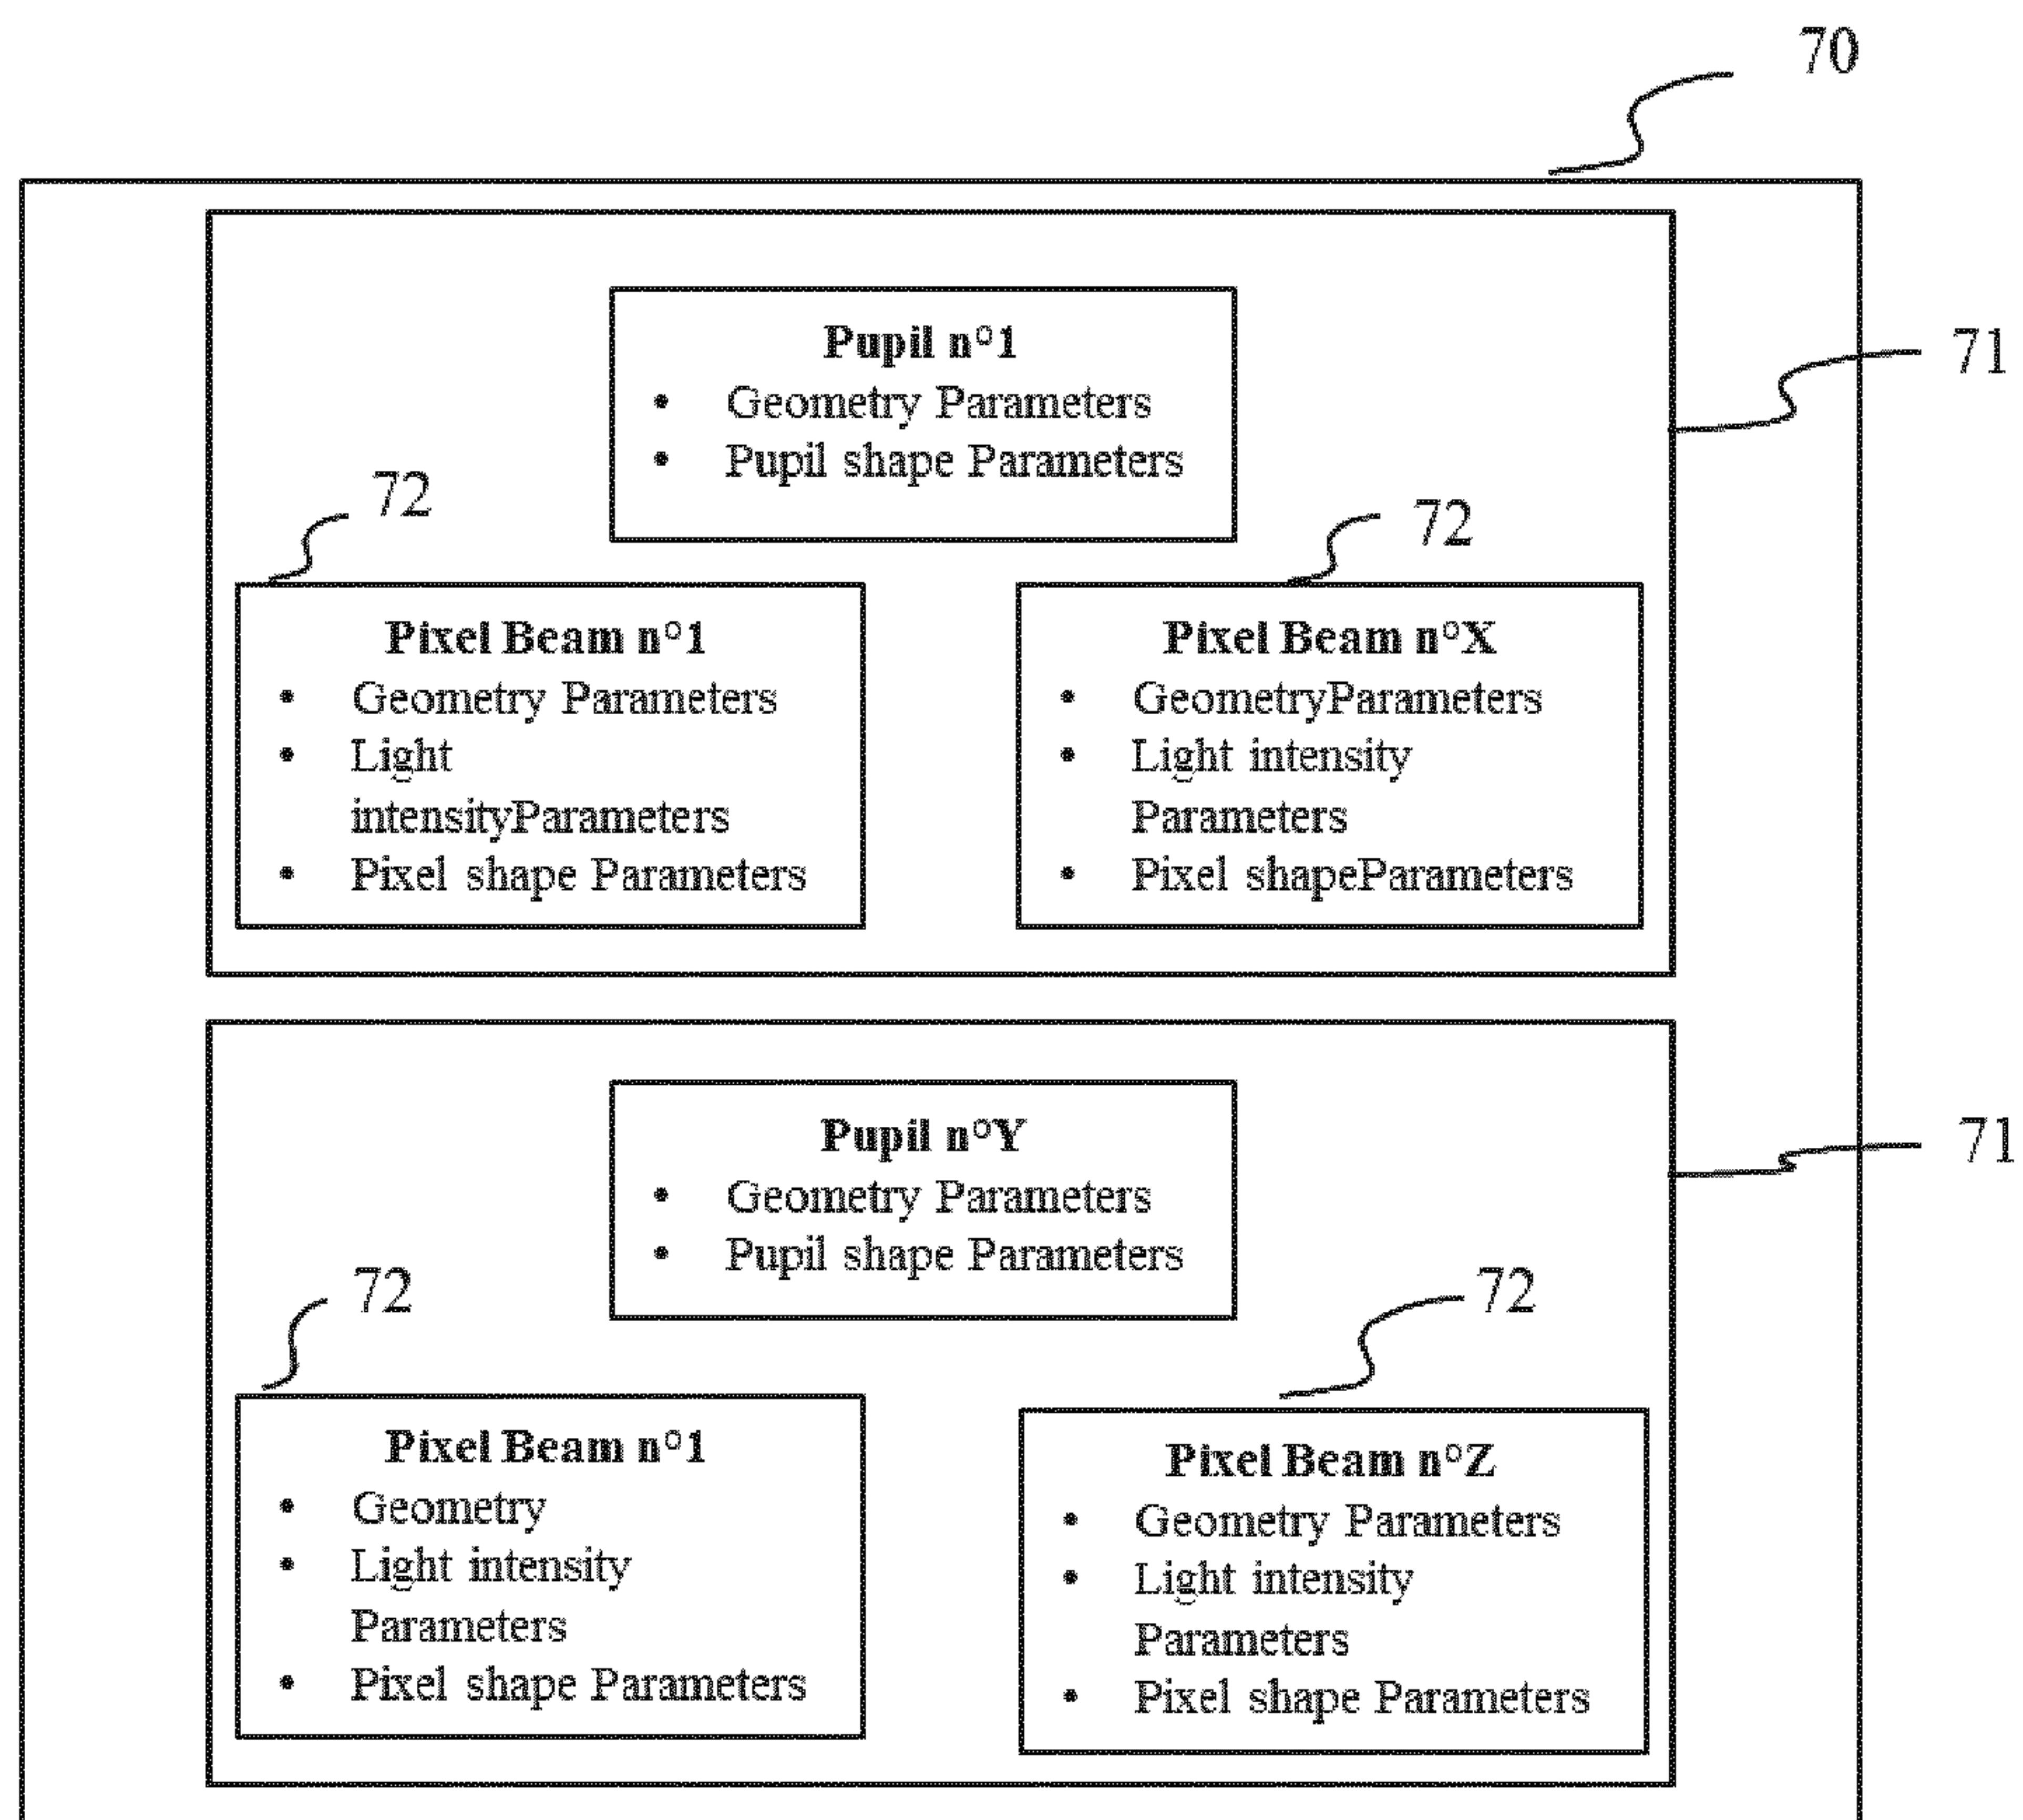 70
Pupil n°1
• Geometry Parameters
• Pupil shape Parameters
71
72
72
Pixel Beam n°1
• Geometry Parameters
• Light
intensityParameters
• Pixel shape Parameters
Pixel Beam n°X
• GeometryParameters
• Light intensity
Parameters
• Pixel shapeParameters
Pupil n°Y
• Geometry Parameters
• Pupil shape Parameters
71
72
72
Pixel Beam n°1
• Geometry
• Light intensity
Parameters
• Pixel shape Parameters
Pixel Beam n°Z
• Geometry Parameters
• Light intensity
Parameters
• Pixel shape Parameters